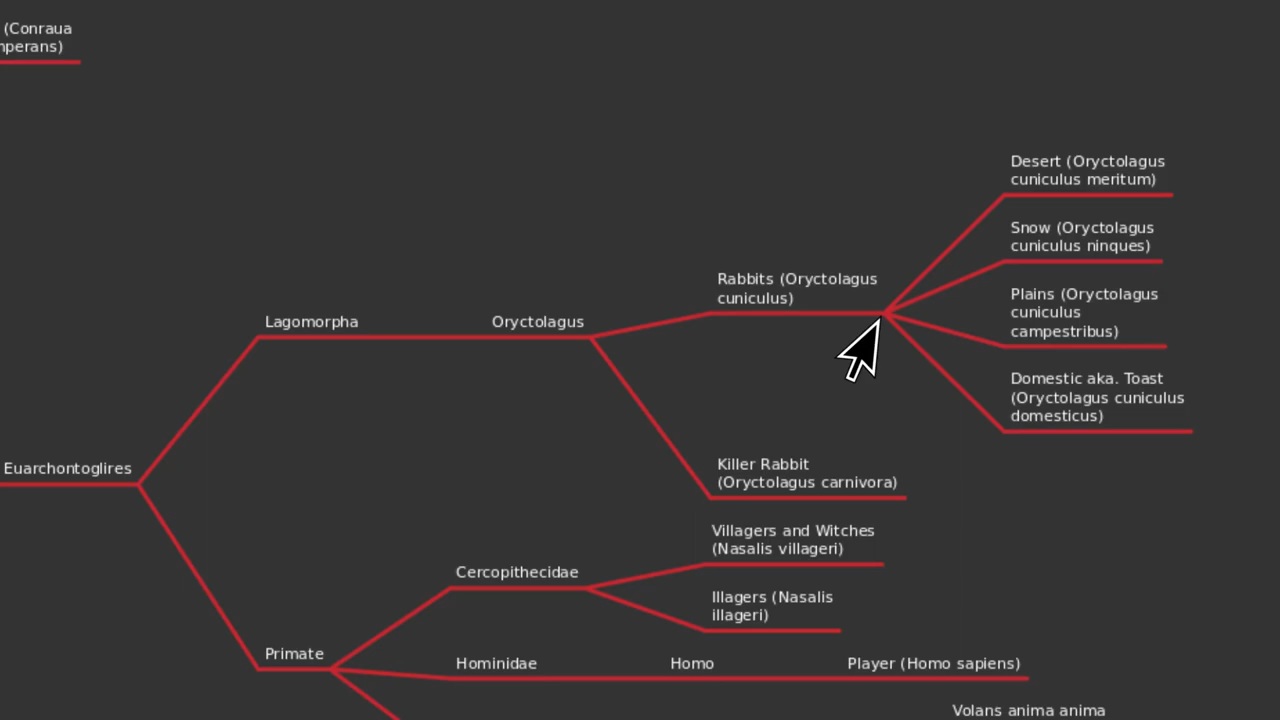 (Conraua
Desert (Oryctolagus
cuniculus meritum)
Snow (Oryctolagus
cuniculus ninques)
Rabbits (Oryctolagus
cuniculus)
Plains (Oryctolagus
cuniculus
campestribus)
Lagomorpha
Oryctolagus
Domestic aka. Toast
(Oryctolagus cuniculus
domesticus)
Euarchontoglires
Killer Rabbit
(Oryctolagus carnivora)
Villagers and Witches
(Nasalis villageri)
Cercopithecidae
Illagers (Nasalis
illageri)
Primate
Hominidae
Homo
Player (Homo sapiens)
Volans anima anima